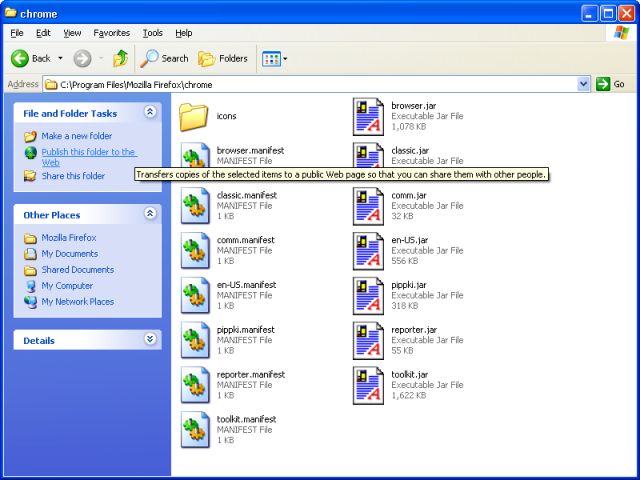 chrome
File Edit View Favorites Tools Help
Back Search Folders
Address C:\Program Files\Mozilla Firefox\chrome Go
File and Folder Tasks
Make a new folder
Publish this folder to the
Web
Share this folder
Other Places
Mozilla Firefox
My Documents
Shared Documents
My Computer
My Network Places
Details
icons
browser.jar
Executable Jar File
1,078 KB
browser.manifest
MANIFEST File
classic.jar
Executable Jar File
Transfers copies of the selected items to a public Web page so that you can share them with other people.
classic.manifest
MANIFEST File
1 KB
comm.jar
Executable Jar File
32 KB
comm.manifest
MANIFEST File
1 KB
en-US.jar
Executable Jar File
556 KB
en-US.manifest
MANIFEST File
1 KB
pippki.jar
Executable Jar File
318 KB
pippki.manifest
MANIFEST File
1 KB
reporter.jar
Executable Jar File
55 KB
reporter.manifest
MANIFEST File
1 KB
toolkit.jar
Executable Jar File
1,622 KB
toolkit.manifest
MANIFEST File
1 KB